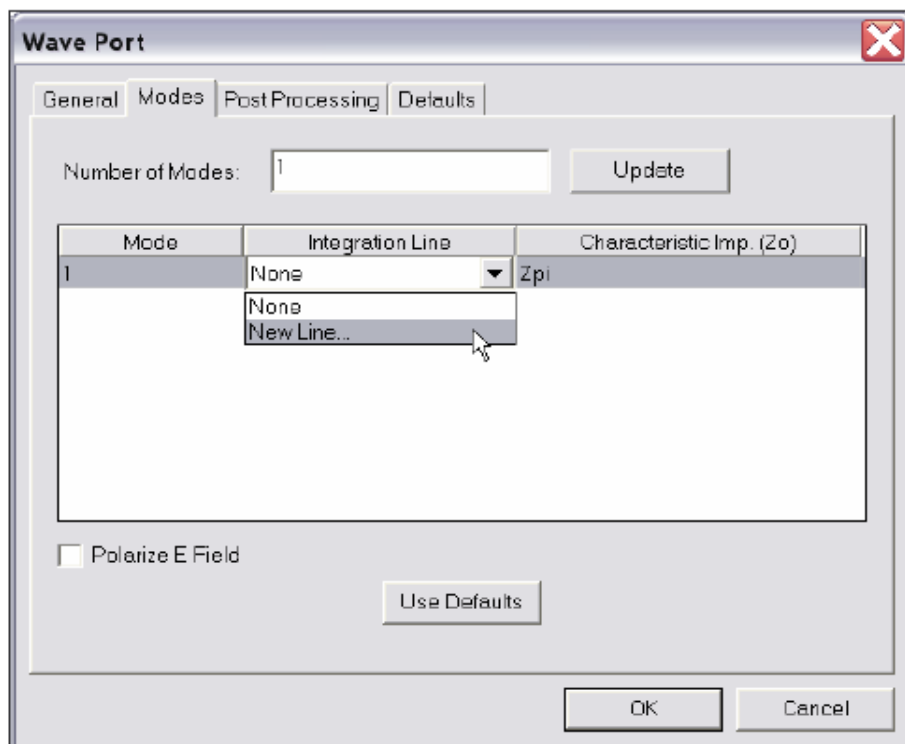 Wave Port
General Modes Post Processing Defaults
Number of Modes: 1 Update
Mode Integration Line Characteristic Imp. (Zo)
1 None Zpi
None
New Line...
Polarize E Field
Use Defaults
OK Cancel